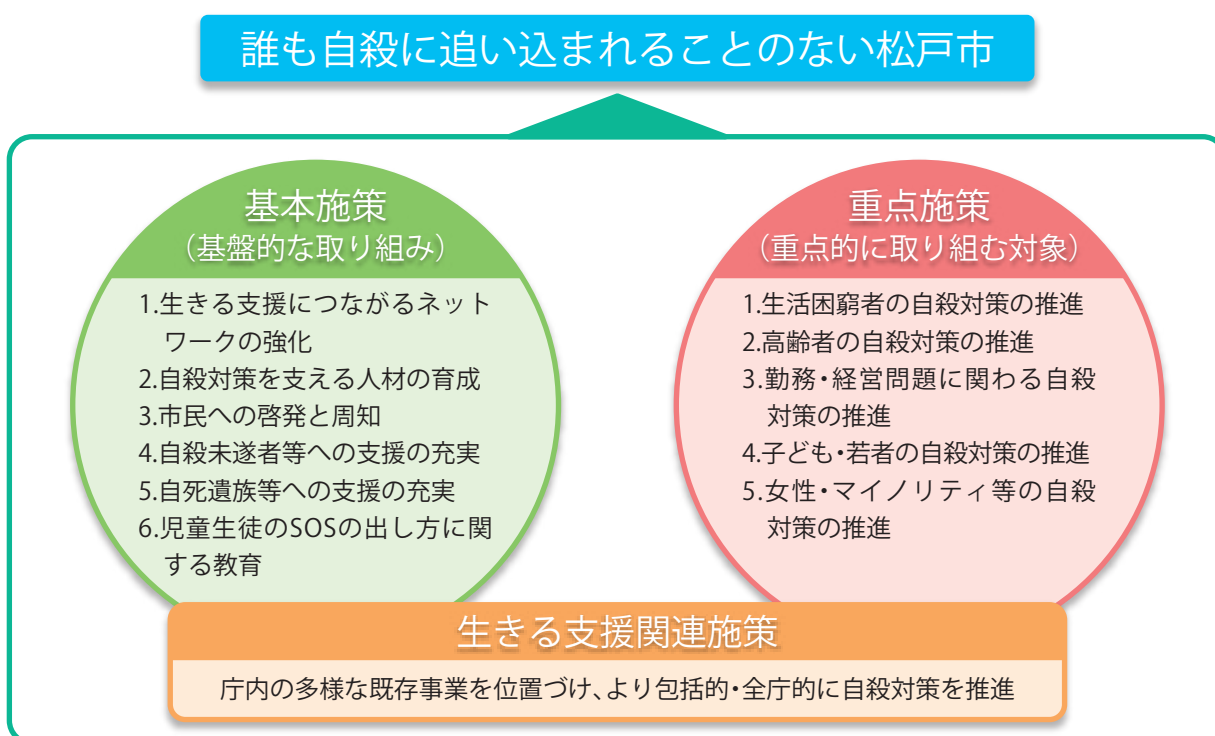 誰も自殺に追い込まれることのない松戸市
基本施策
（基盤的な取り組み）
1.生きる支援につながるネット
ワークの強化
2.自殺対策を支える人材の育成
3.市民への啓発と周知
4.自殺未遂者等への支援の充実
5.自死遺族等への支援の充実
6.児童生徒のSOSの出し方に関
する教育
重点施策
（重点的に取り組む対象）
1.生活困窮者の自殺対策の推進
2.高齢者の自殺対策の推進
3.勤務・経営問題に関わる自殺
対策の推進
4.子ども・若者の自殺対策の推進
5.女性・マイノリティ等の自殺
対策の推進
生きる支援関連施策
庁内の多様な既存事業を位置づけ、より包括的・全庁的に自殺対策を推進